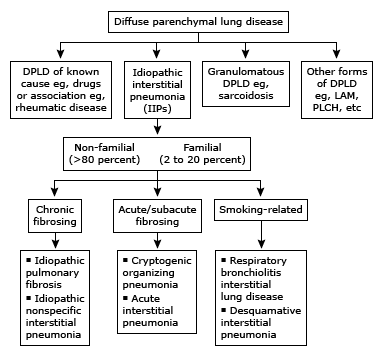 Diffuse parenchymal lung disease
DPLD of known
cause eg, drugs
or association eg,
rheumatic disease
Idiopathic
interstitial
pneumonia
(IIPs)
Granulomatous
DPLD eg,
sarcoidosis
Other forms
of DPLD
eg, LAM,
PLCH, etc
Non-familial
(>80 percent)
Familial
(2 to 20 percent)
Chronic
fibrosing
Acute/subacute
fibrosing
Smoking-related
▪ Idiopathic
pulmonary
fibrosis
▪ Idiopathic
nonspecific
interstitial
pneumonia
▪ Cryptogenic
organizing
pneumonia
▪ Acute
interstitial
pneumonia
▪ Respiratory
bronchiolitis
interstitial
lung disease
▪ Desquamative
interstitial
pneumonia